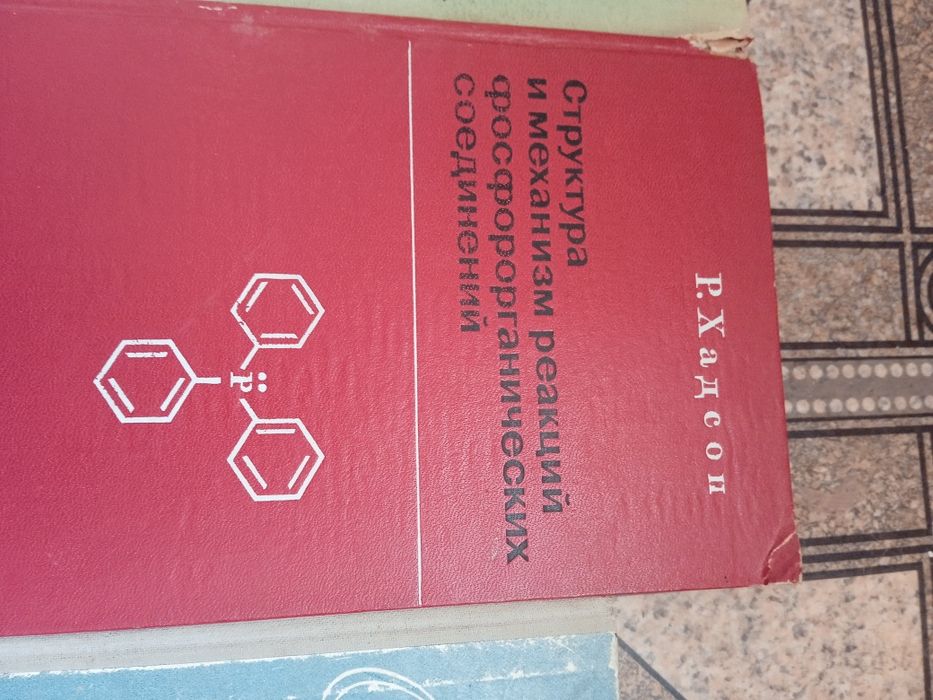 Р. Хадсон
Структура
и механизм реакций
фосфорорганических
соединений
P